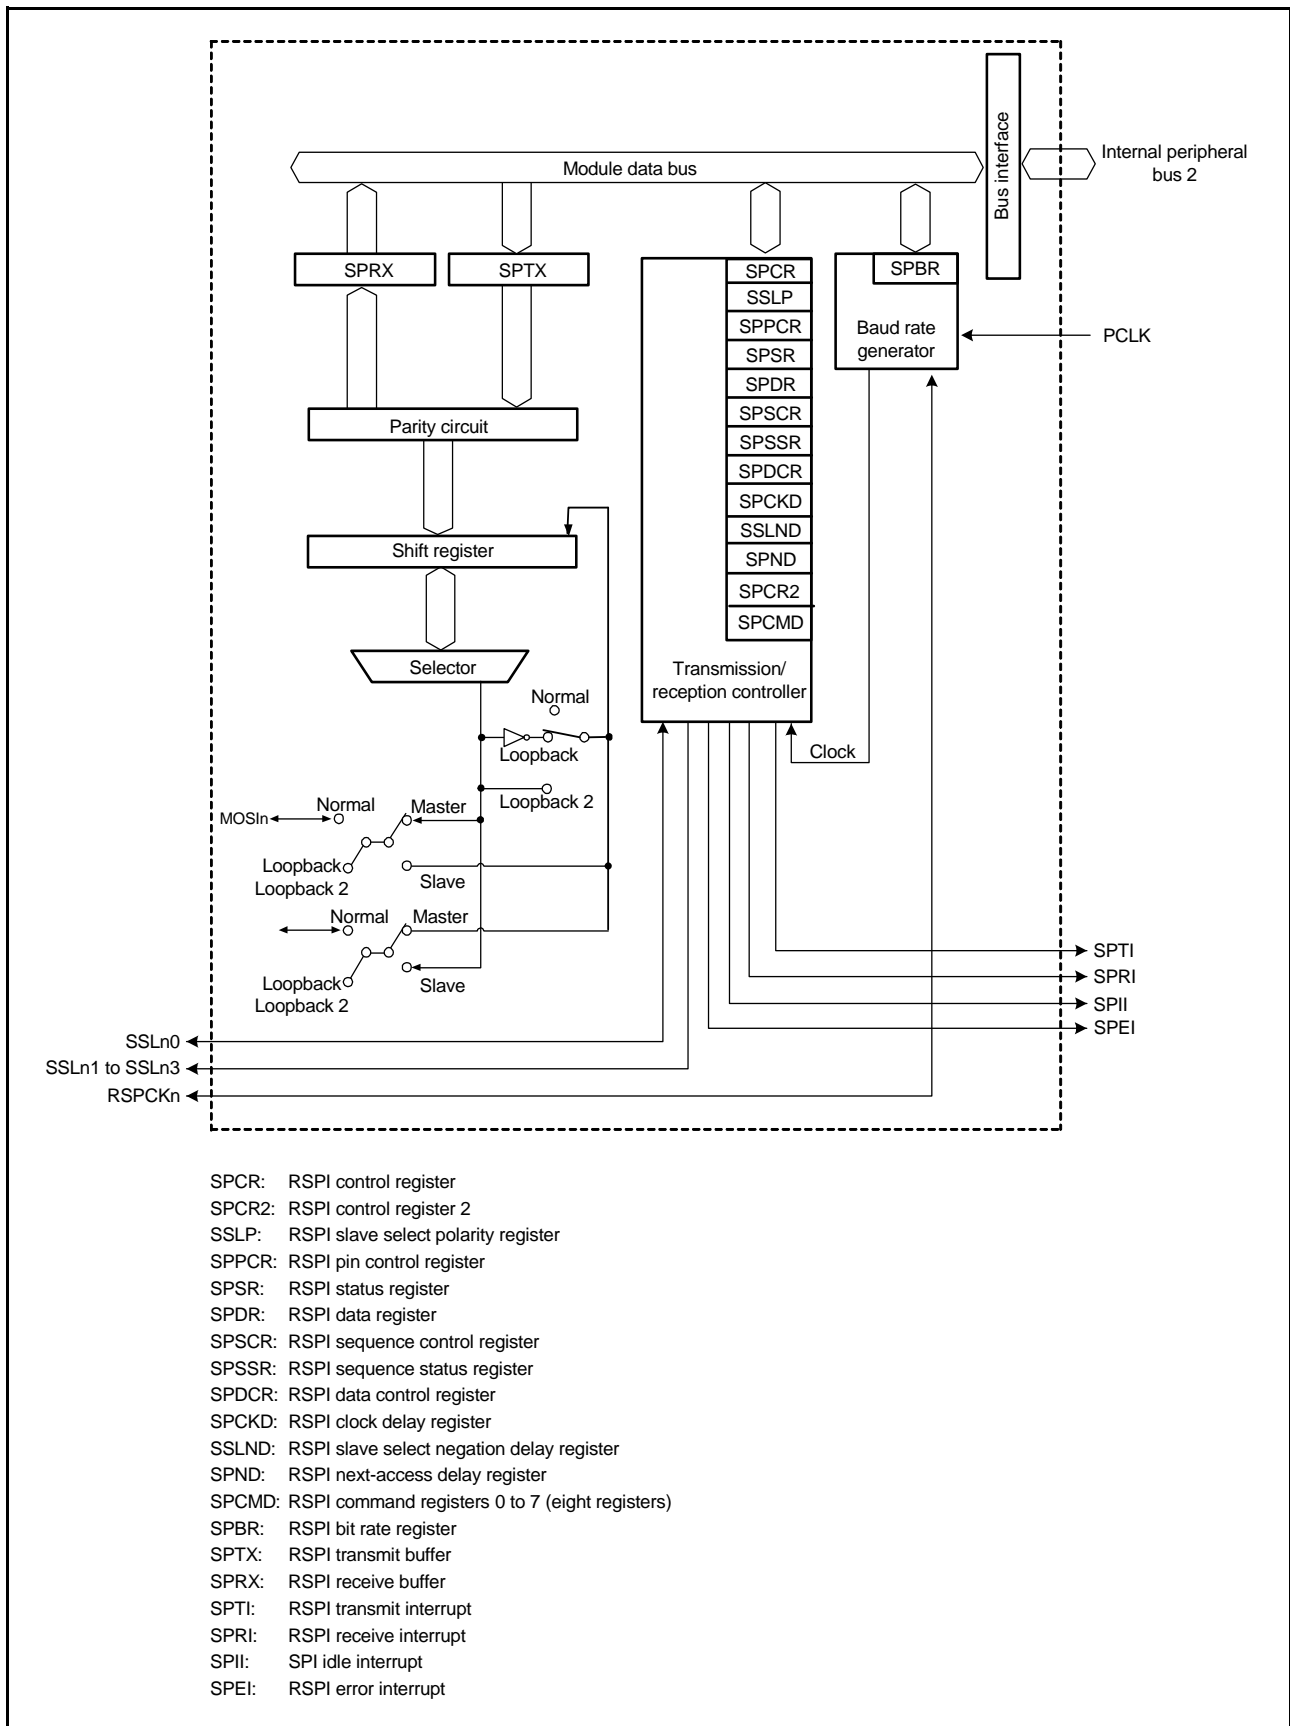 Bus interface
Internal peripheral
bus 2
Module data bus
SPRX
SPTX
SPCR
SPBR
SSLP
SPPCR
Baud rate
generator
PCLK
SPSR
SPDR
SPSCR
Parity circuit
SPSSR
SPDCR
SPCKD
SSLND
Shift register
SPND
SPCR2
SPCMD
Selector
Transmission/
reception controller
Normal
Loopback
Clock
Loopback 2
MOSIn
Normal
Master
Loopback
Loopback 2
Slave
Normal
Master
Loopback
Loopback 2
Slave
SPTI
SPRI
SPII
SPEI
SSLn0
SSLn1 to SSLn3
RSPCKn
SPCR: RSPI control register
SPCR2: RSPI control register 2
SSLP: RSPI slave select polarity register
SPPCR: RSPI pin control register
SPSR: RSPI status register
SPDR: RSPI data register
SPSCR: RSPI sequence control register
SPSSR: RSPI sequence status register
SPDCR: RSPI data control register
SPCKD: RSPI clock delay register
SSLND: RSPI slave select negation delay register
SPND: RSPI next-access delay register
SPCMD: RSPI command registers 0 to 7 (eight registers)
SPBR: RSPI bit rate register
SPTX: RSPI transmit buffer
SPRX: RSPI receive buffer
SPTI: RSPI transmit interrupt
SPRI: RSPI receive interrupt
SPII: SPI idle interrupt
SPEI: RSPI error interrupt